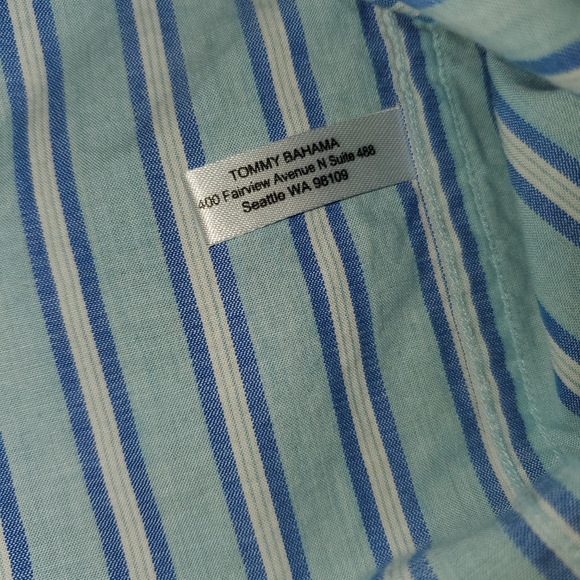 TOMMY BAHAMA
400 Fairview Avenue N Suite 488
Seattle WA 98109